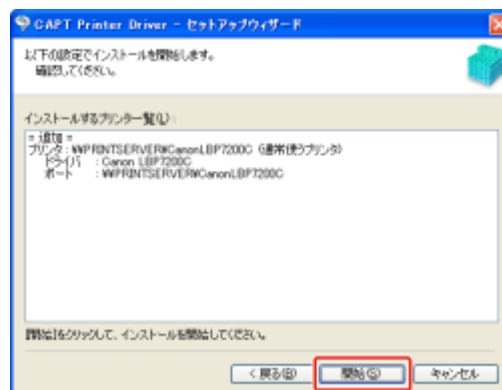 CAPT Printer Driver - セットアップウィザード
以下の設定でインストールを開始します。
確認してください。
インストールするプリンター覧(L):
= 追加 =
プリンタ : ¥¥PRINTSERVER¥CanonLBP7200C (通常使うプリンタ)
ドライバ : Canon LBP7200C
ポート : ¥¥PRINTSERVER¥CanonLBP7200C
[開始]をクリックして、インストールを開始してください。
< 戻る(B)
開始(S)
キャンセル